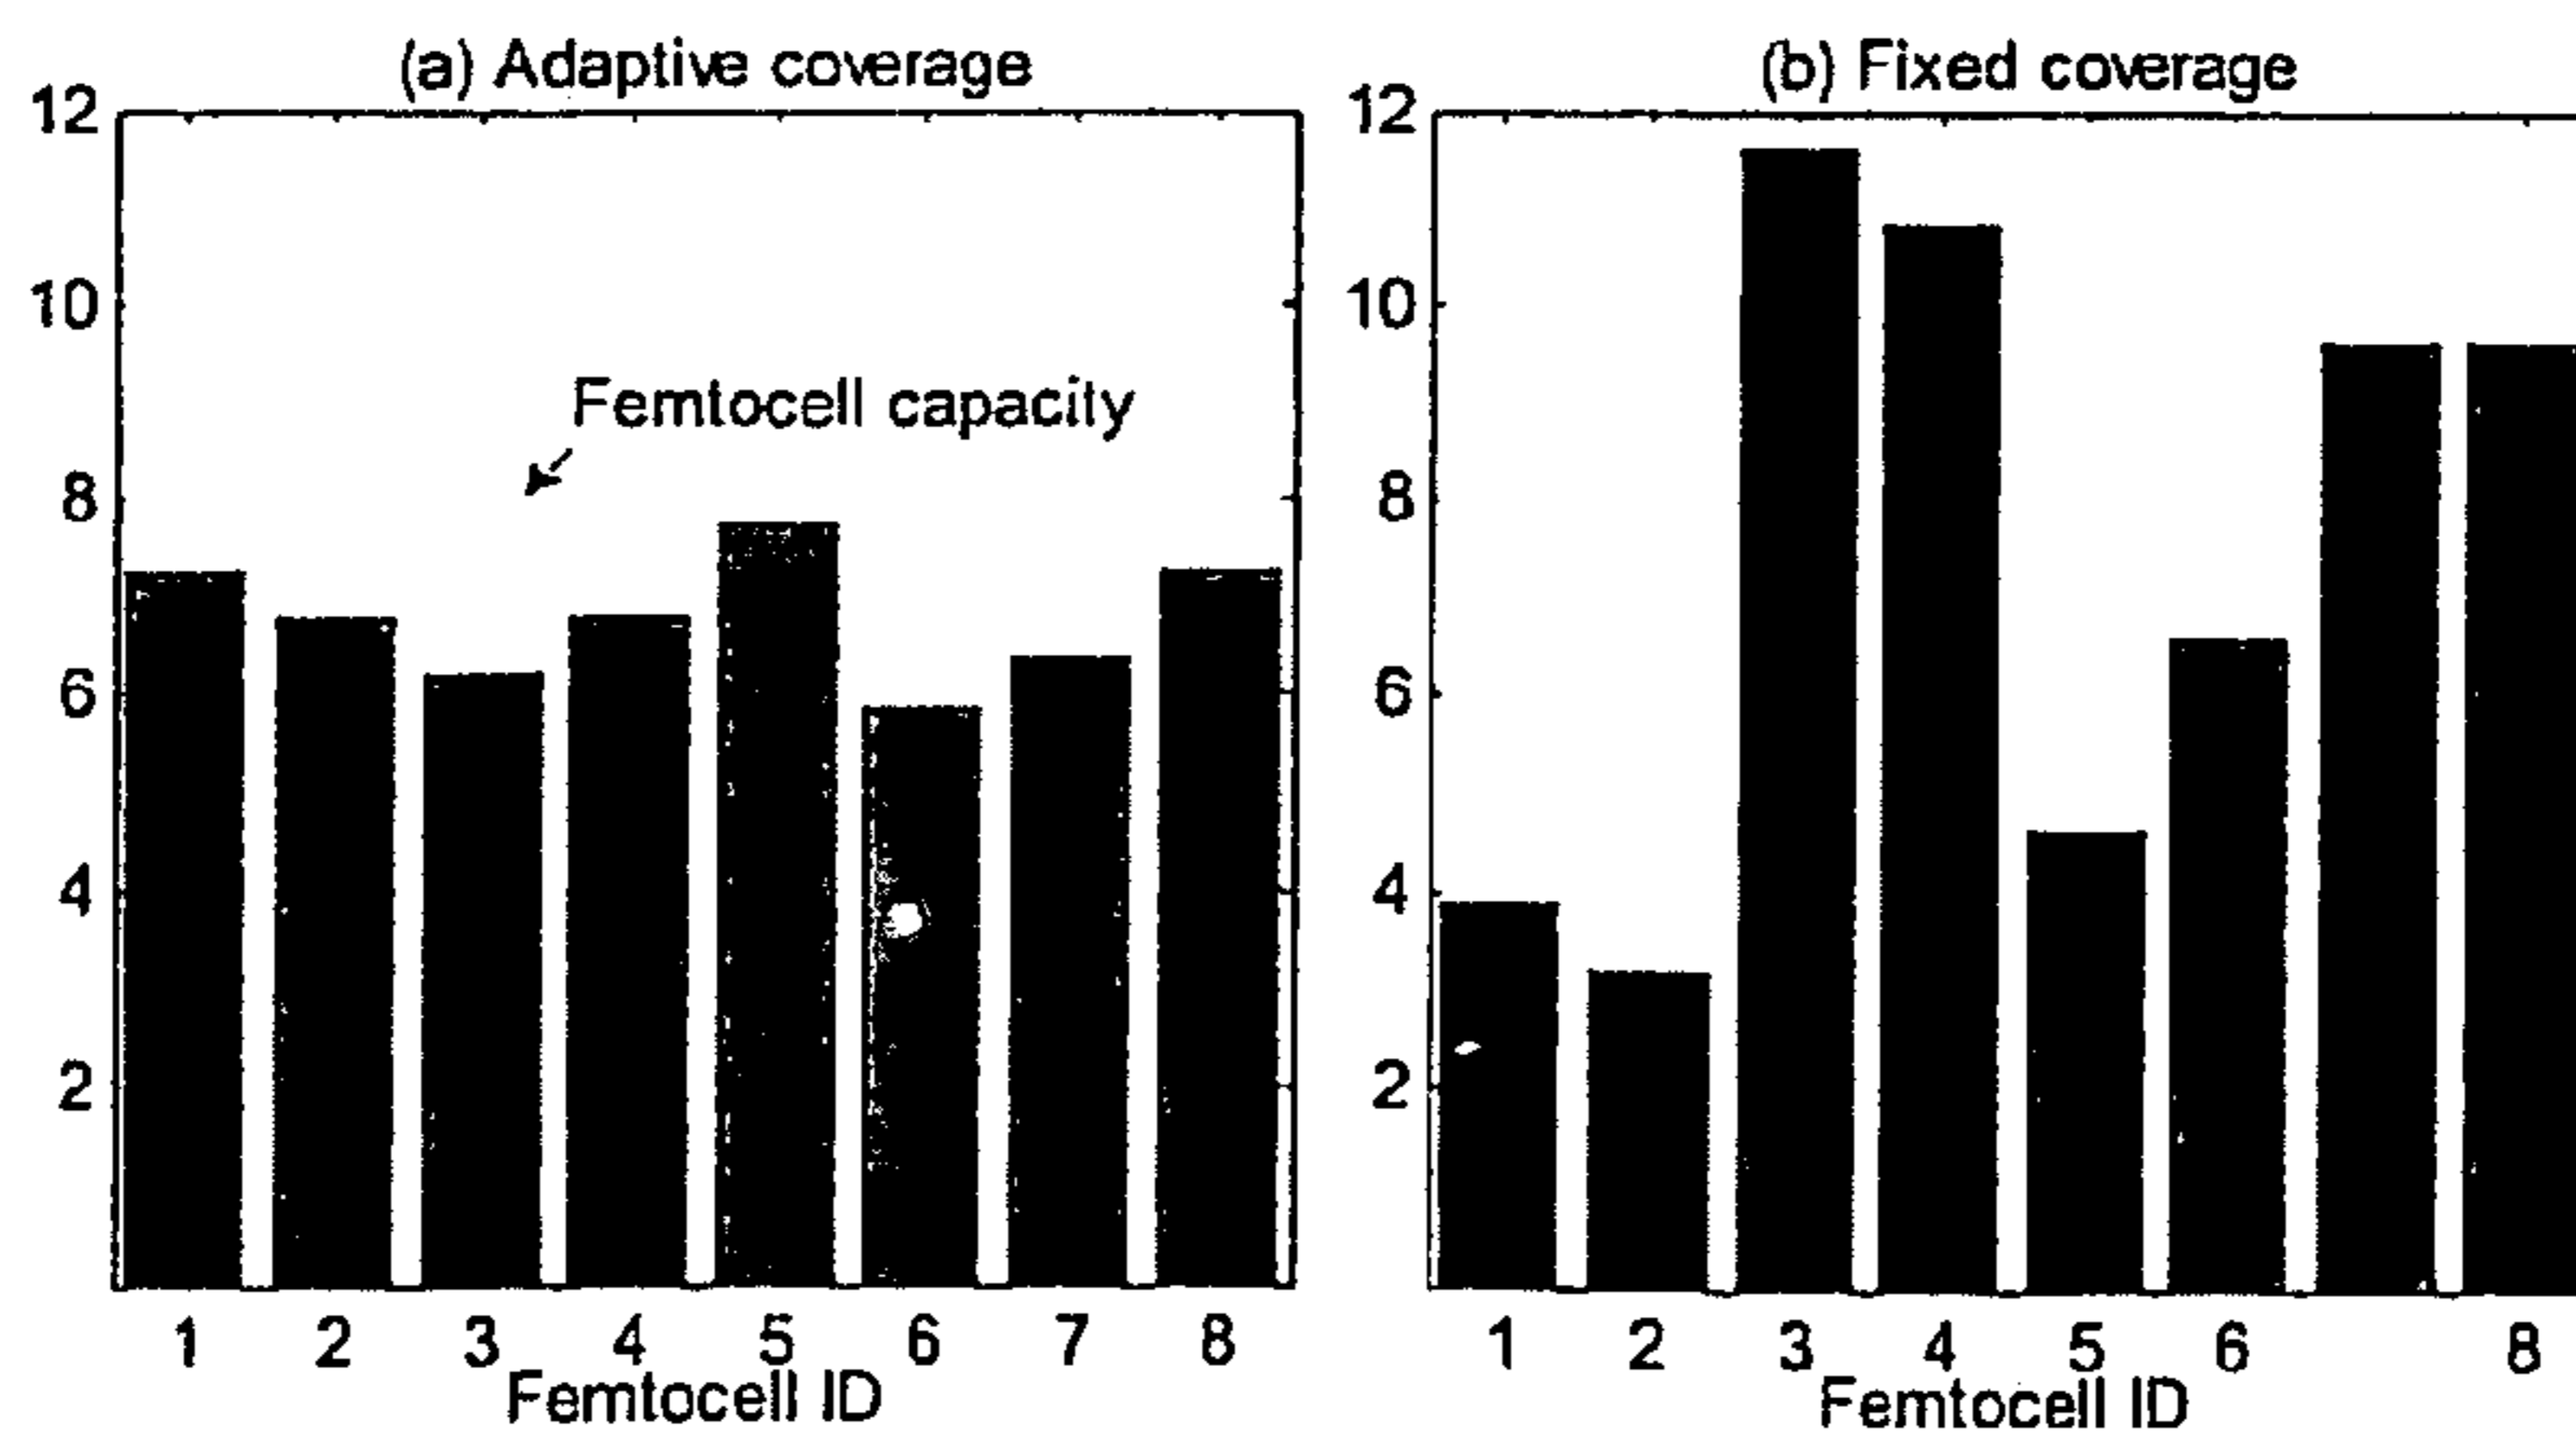 (a) Adaptive coverage
12
10
8
6
4
2
Femtocell capacity
1 2 3 4 5 6 7 8
Femtocell ID
(b) Fixed coverage
12
10
8
6
4
2
1 2 3 4 5 6 8
Femtocell ID